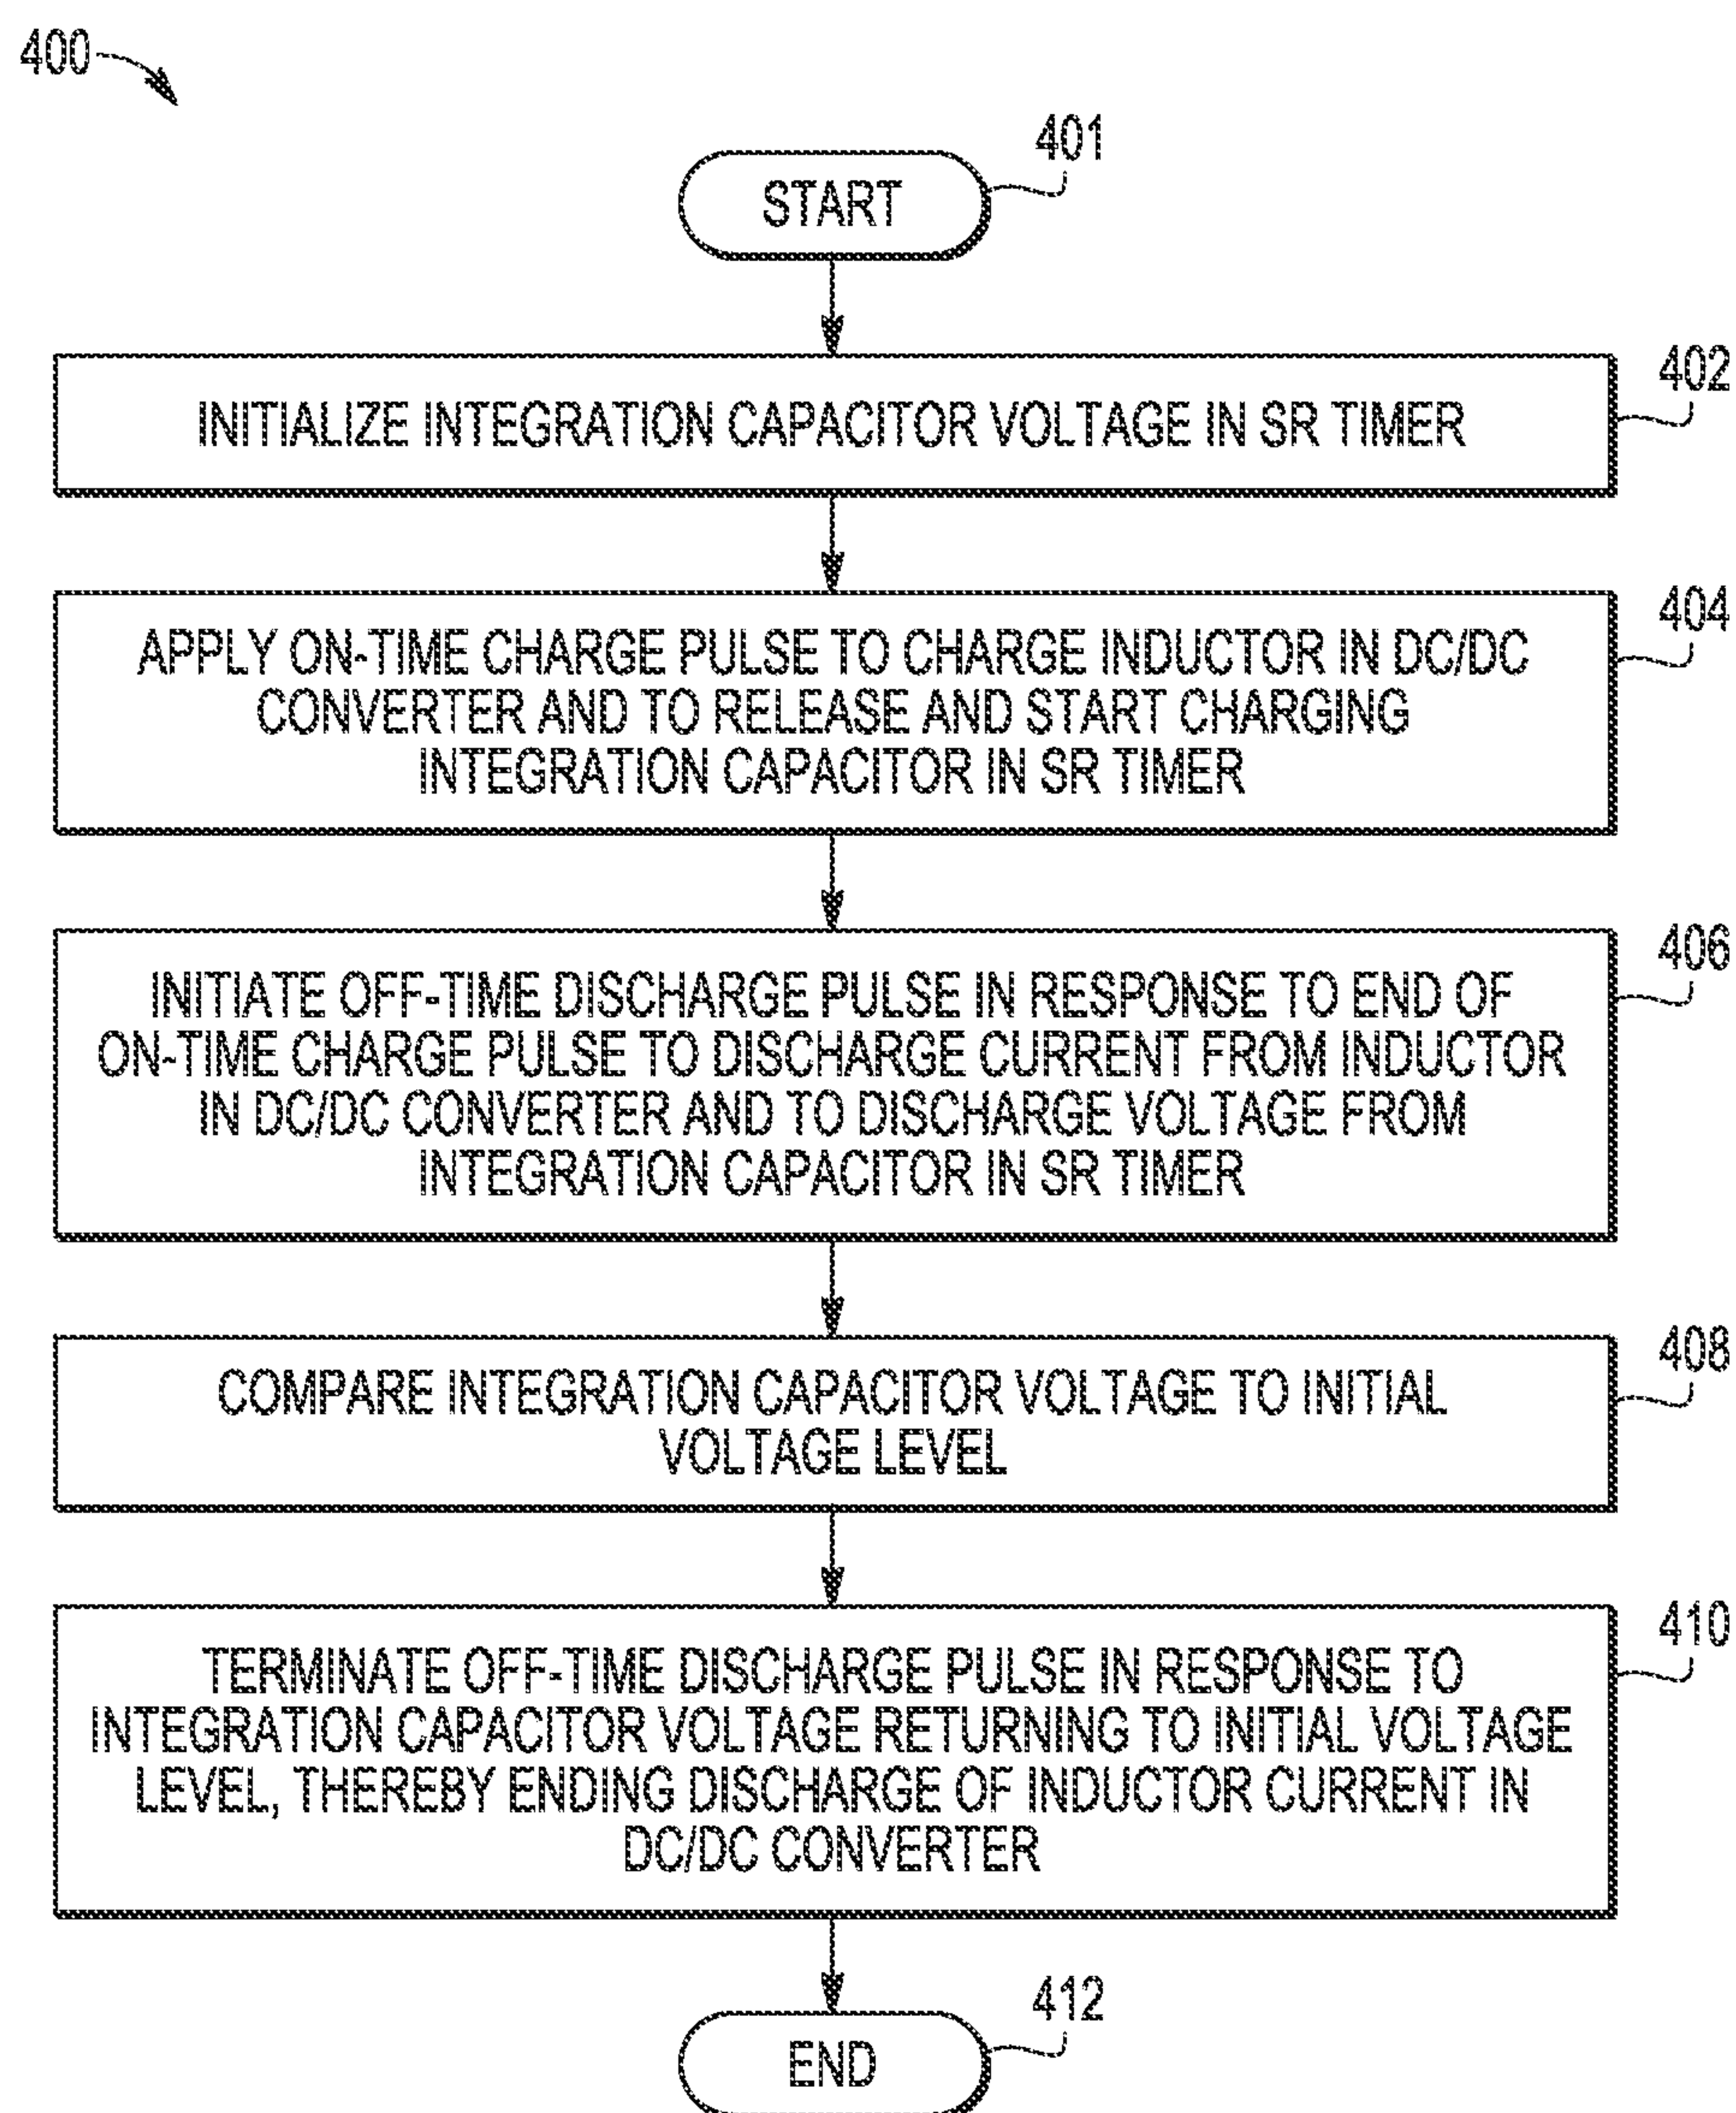 400
401
START
402
INITIALIZE INTEGRATION CAPACITOR VOLTAGE IN SR TIMER
404
APPLY ON-TIME CHARGE PULSE TO CHARGE INDUCTOR IN DC/DC
CONVERTER AND TO RELEASE AND START CHARGING
INTEGRATION CAPACITOR IN SR TIMER
406
INITIATE OFF-TIME DISCHARGE PULSE IN RESPONSE TO END OF
ON-TIME CHARGE PULSE TO DISCHARGE CURRENT FROM INDUCTOR
IN DC/DC CONVERTER AND TO DISCHARGE VOLTAGE FROM
INTEGRATION CAPACITOR IN SR TIMER
408
COMPARE INTEGRATION CAPACITOR VOLTAGE TO INITIAL
VOLTAGE LEVEL
410
TERMINATE OFF-TIME DISCHARGE PULSE IN RESPONSE TO
INTEGRATION CAPACITOR VOLTAGE RETURNING TO INITIAL VOLTAGE
LEVEL, THEREBY ENDING DISCHARGE OF INDUCTOR CURRENT IN
DC/DC CONVERTER
412
END